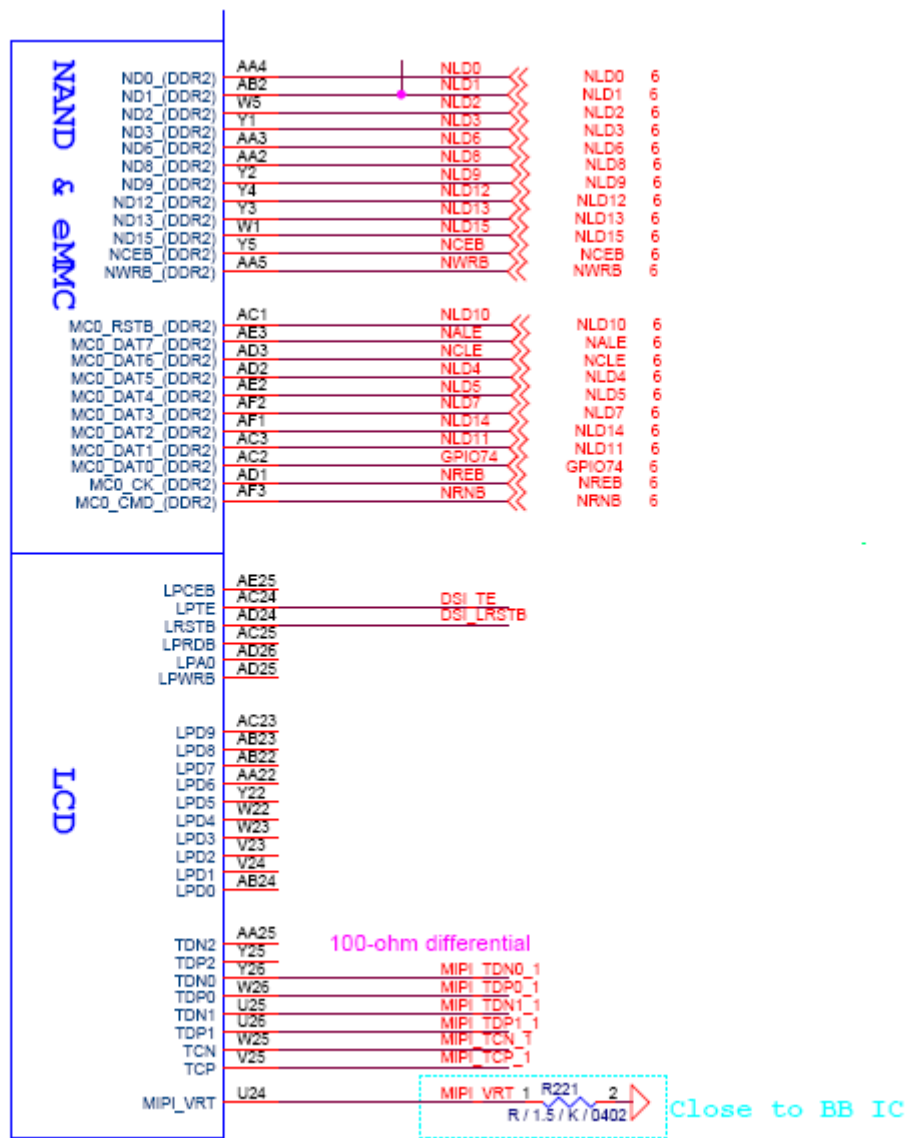 NAND & eMMC
ND0_(DDR2) AA4 NLD0 NLD0 6
ND1_(DDR2) AB2 NLD1 NLD1 6
ND2_(DDR2) W5 NLD2 NLD2 6
ND3_(DDR2) Y1 NLD3 NLD3 6
ND6_(DDR2) AA3 NLD6 NLD6 6
ND8_(DDR2) AA2 NLD8 NLD8 6
ND9_(DDR2) Y2 NLD9 NLD9 6
ND12_(DDR2) Y4 NLD12 NLD12 6
ND13_(DDR2) Y3 NLD13 NLD13 6
ND15_(DDR2) W1 NLD15 NLD15 6
NCEB_(DDR2) Y5 NCEB NCEB 6
NWRB_(DDR2) AA5 NWRB NWRB 6
MC0_RSTB_(DDR2) AC1 NLD10 NLD10 6
MC0_DAT7_(DDR2) AE3 NALE NALE 6
MC0_DAT6_(DDR2) AD3 NCLE NCLE 6
MC0_DAT5_(DDR2) AD2 NLD4 NLD4 6
MC0_DAT4_(DDR2) AE2 NLD5 NLD5 6
MC0_DAT3_(DDR2) AF2 NLD7 NLD7 6
MC0_DAT2_(DDR2) AF1 NLD14 NLD14 6
MC0_DAT1_(DDR2) AC3 NLD11 NLD11 6
MC0_DAT0_(DDR2) AC2 GPIO74 GPIO74 6
MC0_CK_(DDR2) AD1 NREB NREB 6
MC0_CMD_(DDR2) AF3 NRNB NRNB 6
LCD
LPCEB AE25
LPTE AC24 DSI_TE
LRSTB AD24 DSI_LRSTB
LPRDB AC25
LPA0 AD26
LPWRB AD25
LPD9 AC23
LPD8 AB23
LPD7 AB22
LPD6 AA22
LPD5 Y22
LPD4 W22
LPD3 W23
LPD2 V23
LPD1 V24
LPD0 AB24
100-ohm differential
TDN2 AA25
TDP2 Y25
TDN0 Y26 MIPI_TDN0_1
TDP0 W26 MIPI_TDP0_1
TDN1 U25 MIPI_TDN1_1
TDP1 U26 MIPI_TDP1_1
TCN W25 MIPI_TCN_1
TCP V25 MIPI_TCP_1
MIPI_VRT U24 MIPI_VRT 1 R221 2
R / 1.5 / K / 0402
Close to BB IC